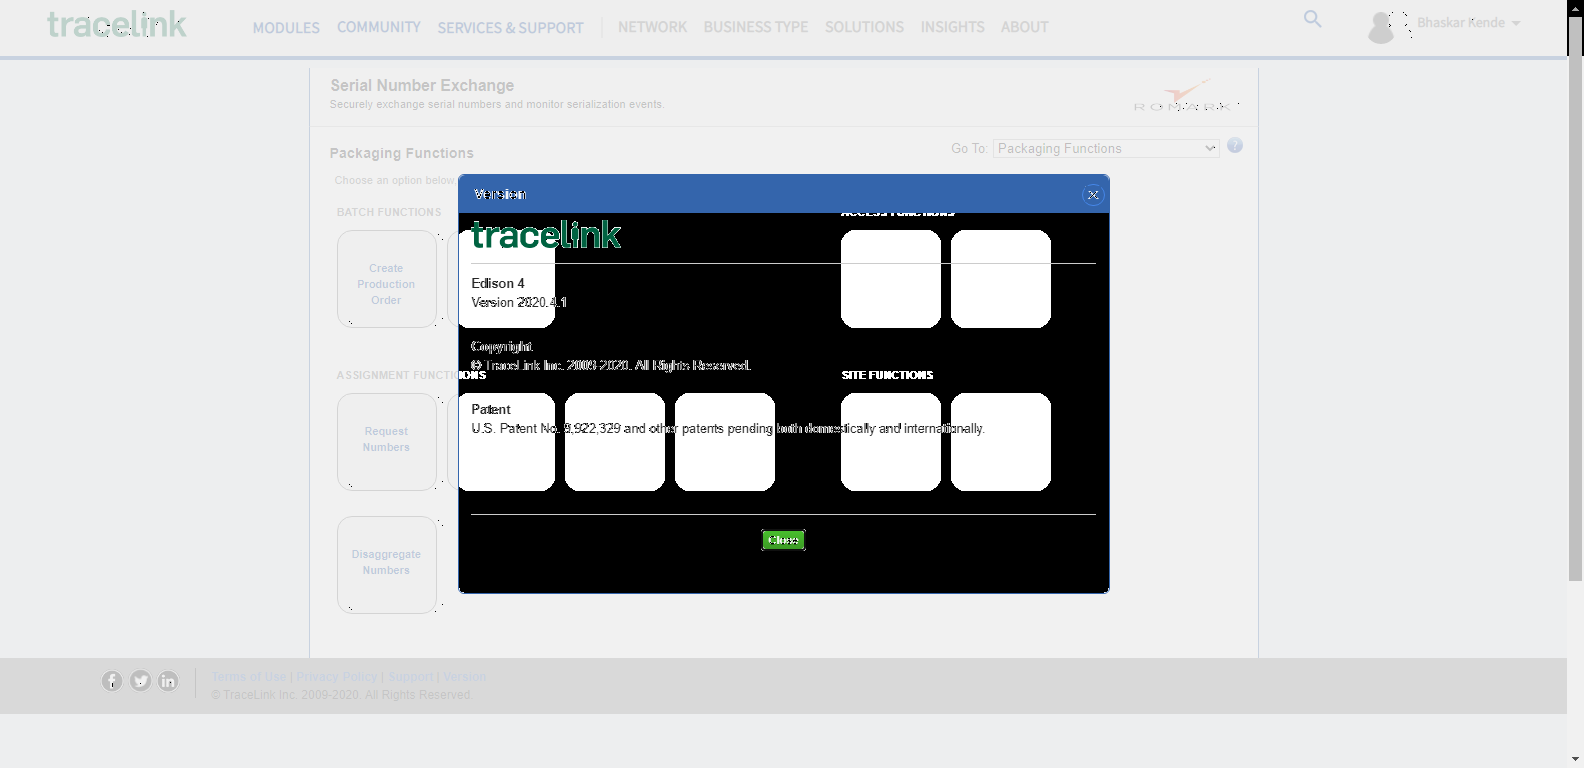 tracelink
MODULES COMMUNITY SERVICES & SUPPORT NETWORK BUSINESS TYPE SOLUTIONS INSIGHTS ABOUT
Bhaskar Kende
Serial Number Exchange
Securely exchange serial numbers and monitor serialization events.
ROMARK
Packaging Functions
Go To: Packaging Functions
?
Choose an option below
BATCH FUNCTIONS
Create
Production
Order
ASSIGNMENT FUNCTIONS
Request
Numbers
Disaggregate
Numbers
Version
ACCESS FUNCTIONS
tracelink
Edison 4
Version 2020.4.1
Copyright
© TraceLink Inc. 2009-2020. All Rights Reserved.
SITE FUNCTIONS
Patent
U.S. Patent No. 8,922,329 and other patents pending both domestically and internationally.
Close
Terms of Use | Privacy Policy | Support | Version
© TraceLink Inc. 2009-2020. All Rights Reserved.